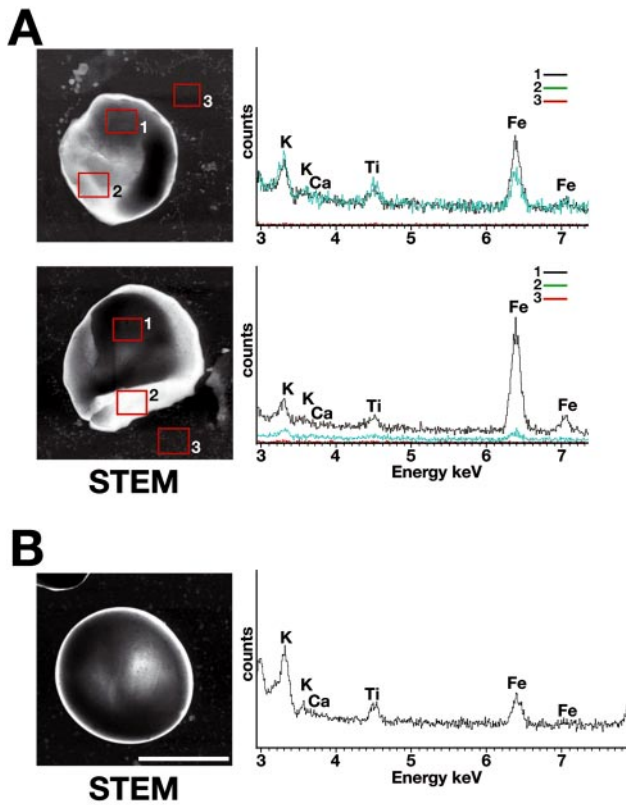 A
1
2
3
counts
K
K
Ca
Ti
Fe
Fe
1
2
3
3 4 5 6 7
1
2
3
STEM
counts
K
K
Ca
Ti
Fe
Fe
1
2
3
3 4 5 6 7
Energy keV
B
STEM
counts
K
K
Ca
Ti
Fe
Fe
3 4 5 6 7
Energy keV